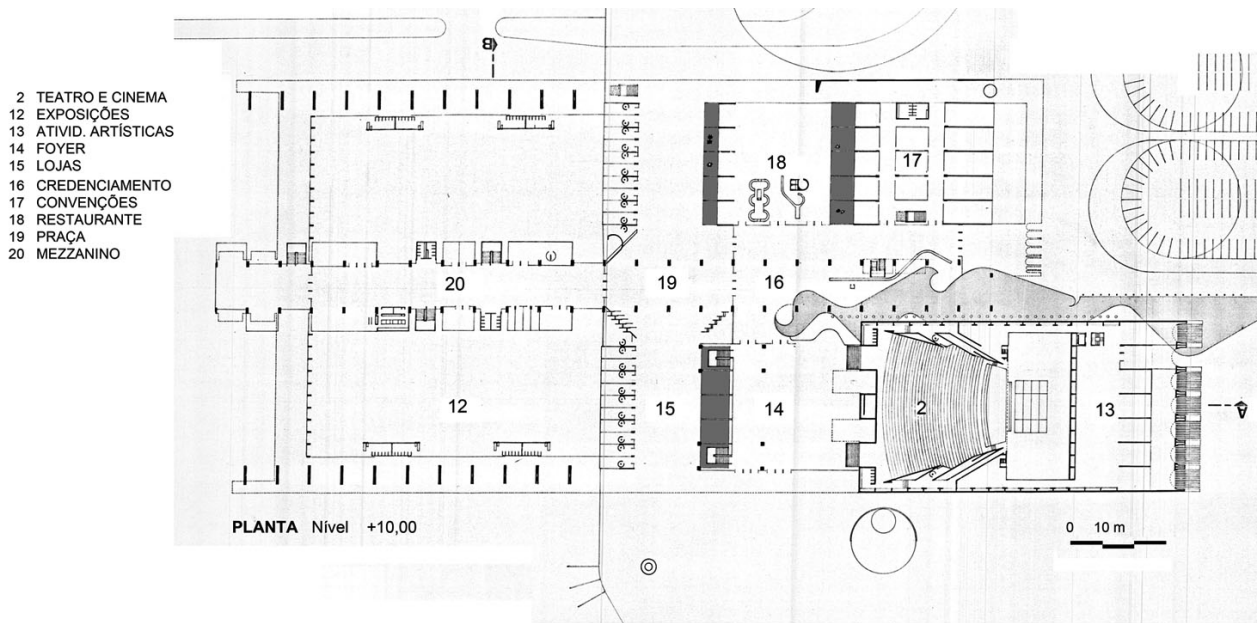 2 TEATRO E CINEMA
12 EXPOSIÇÕES
13 ATIVID. ARTÍSTICAS
14 FOYER
15 LOJAS
16 CREDENCIAMENTO
17 CONVENÇÕES
18 RESTAURANTE
19 PRAÇA
20 MEZZANINO
B
18
17
20
19
16
12
15
14
2
13
A
PLANTA Nível +10,00
0 10 m